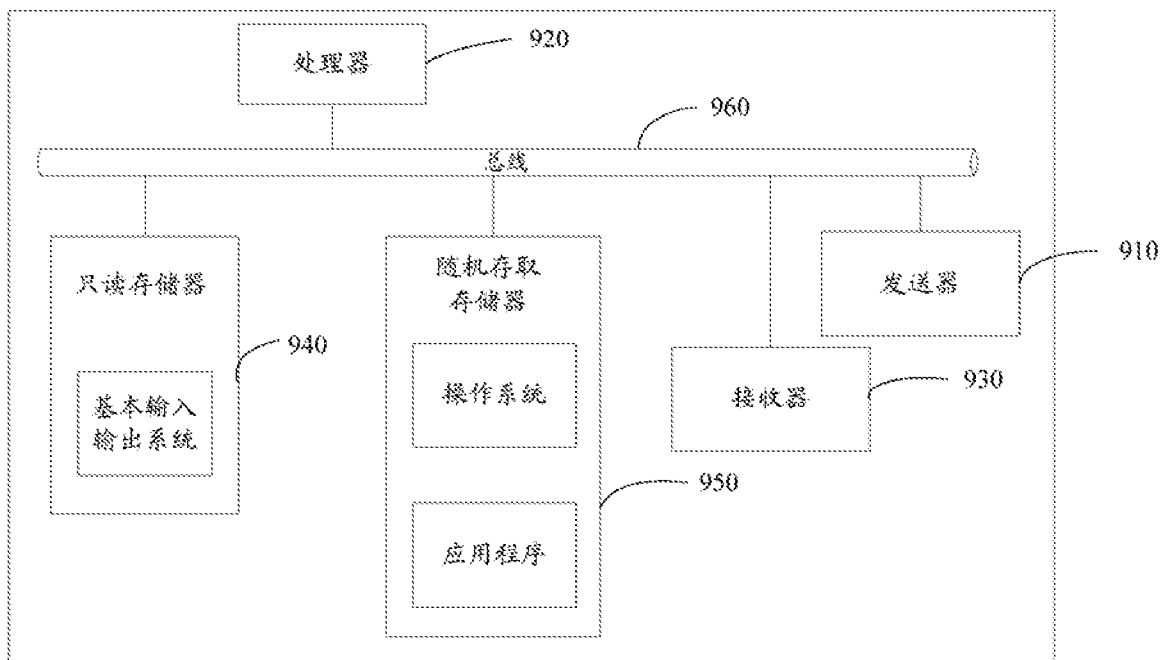 处理器
920
960
总线
只读存储器
940
基本输入
输出系统
随机存取
存储器
操作系统
950
应用程序
接收器
930
发送器
910